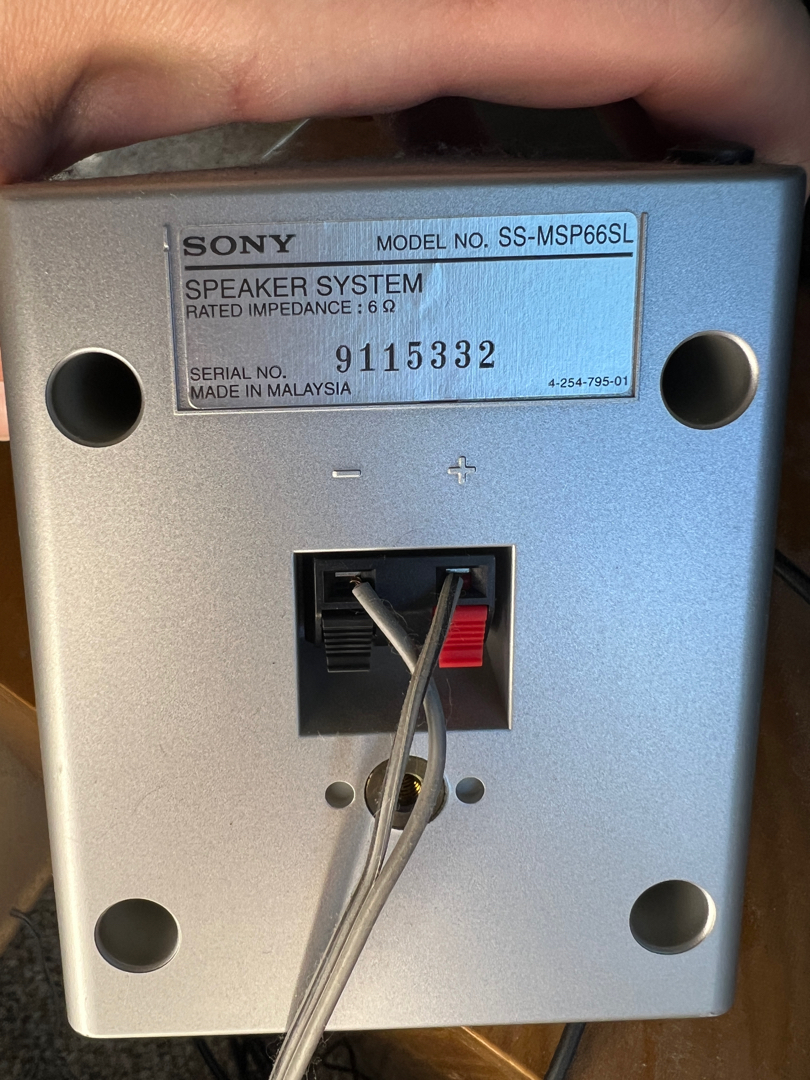 SONY MODEL NO. SS-MSP66SL
SPEAKER SYSTEM
RATED IMPEDANCE : 6 Ω
SERIAL NO. 9115332
MADE IN MALAYSIA 4-254-795-01
− +